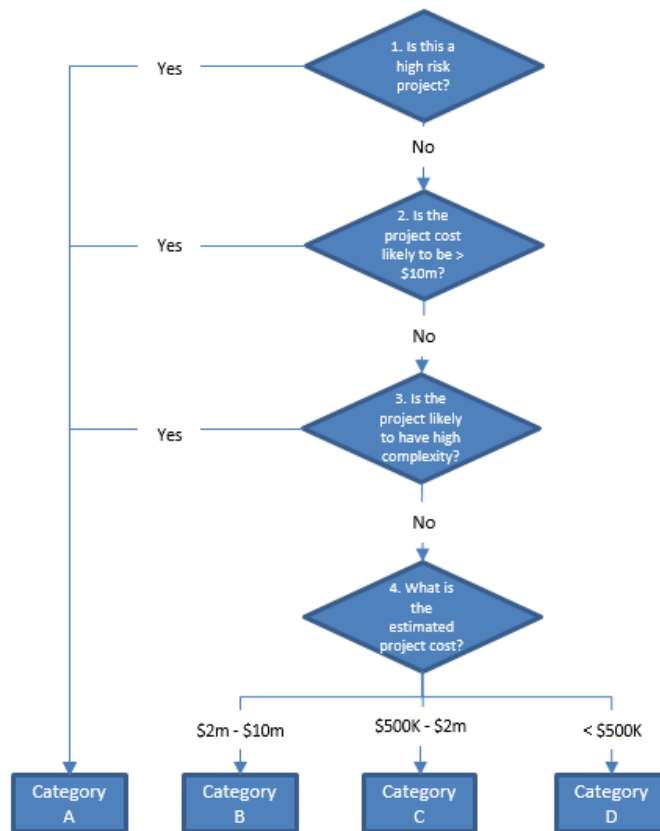 1. Is this a
high risk
project?
Yes
No
2. Is the
project cost
likely to be >
$10m?
Yes
No
3. Is the
project likely
to have high
complexity?
Yes
No
4. What is
the
estimated
project cost?
$2m - $10m
$500K - $2m
< $500K
Category
A
Category
B
Category
C
Category
D